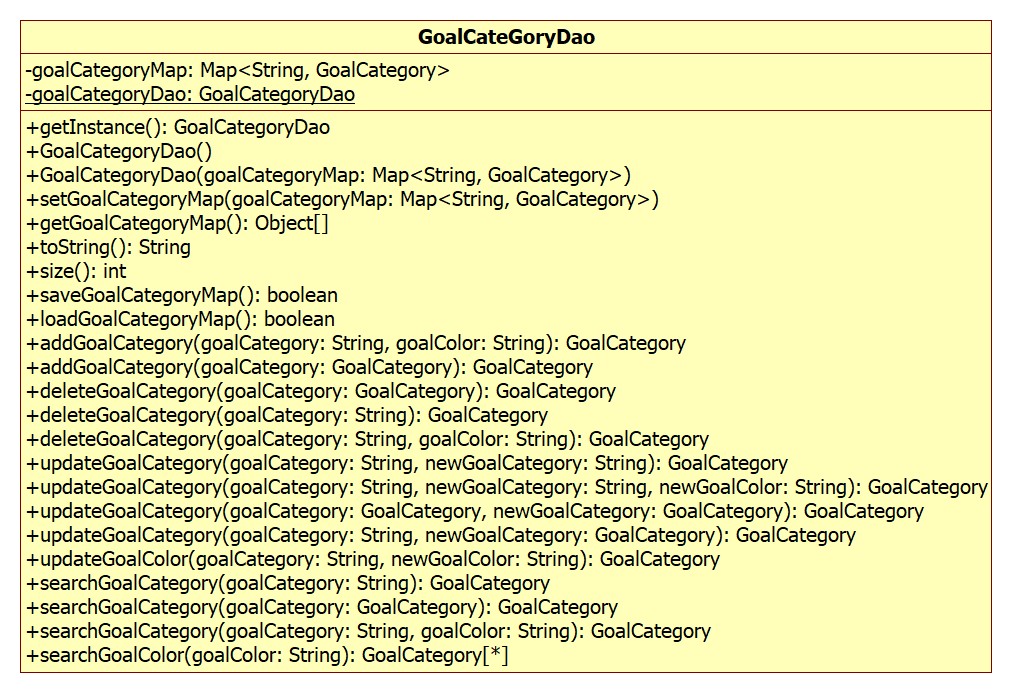 GoalCateGoryDao
-goalCategoryMap: Map<String, GoalCategory>
-goalCategoryDao: GoalCategoryDao
+getInstance(): GoalCategoryDao
+GoalCategoryDao()
+GoalCategoryDao(goalCategoryMap: Map<String, GoalCategory>)
+setGoalCategoryMap(goalCategoryMap: Map<String, GoalCategory>)
+getGoalCategoryMap(): Object[]
+toString(): String
+size(): int
+saveGoalCategoryMap(): boolean
+loadGoalCategoryMap(): boolean
+addGoalCategory(goalCategory: String, goalColor: String): GoalCategory
+addGoalCategory(goalCategory: GoalCategory): GoalCategory
+deleteGoalCategory(goalCategory: GoalCategory): GoalCategory
+deleteGoalCategory(goalCategory: String): GoalCategory
+deleteGoalCategory(goalCategory: String, goalColor: String): GoalCategory
+updateGoalCategory(goalCategory: String, newGoalCategory: String): GoalCategory
+updateGoalCategory(goalCategory: String, newGoalCategory: String, newGoalColor: String): GoalCategory
+updateGoalCategory(goalCategory: GoalCategory, newGoalCategory: GoalCategory): GoalCategory
+updateGoalCategory(goalCategory: String, newGoalCategory: GoalCategory): GoalCategory
+updateGoalColor(goalCategory: String, newGoalColor: String): GoalCategory
+searchGoalCategory(goalCategory: String): GoalCategory
+searchGoalCategory(goalCategory: GoalCategory): GoalCategory
+searchGoalCategory(goalCategory: String, goalColor: String): GoalCategory
+searchGoalColor(goalColor: String): GoalCategory[*]